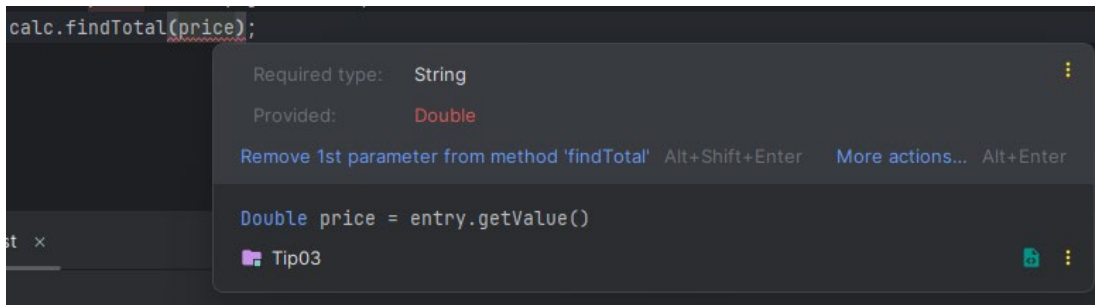 calc.findTotal(price);
Required type: String
Provided: Double
Remove 1st parameter from method 'findTotal' Alt+Shift+Enter More actions... Alt+Enter
Double price = entry.getValue()
st ×
Tip03